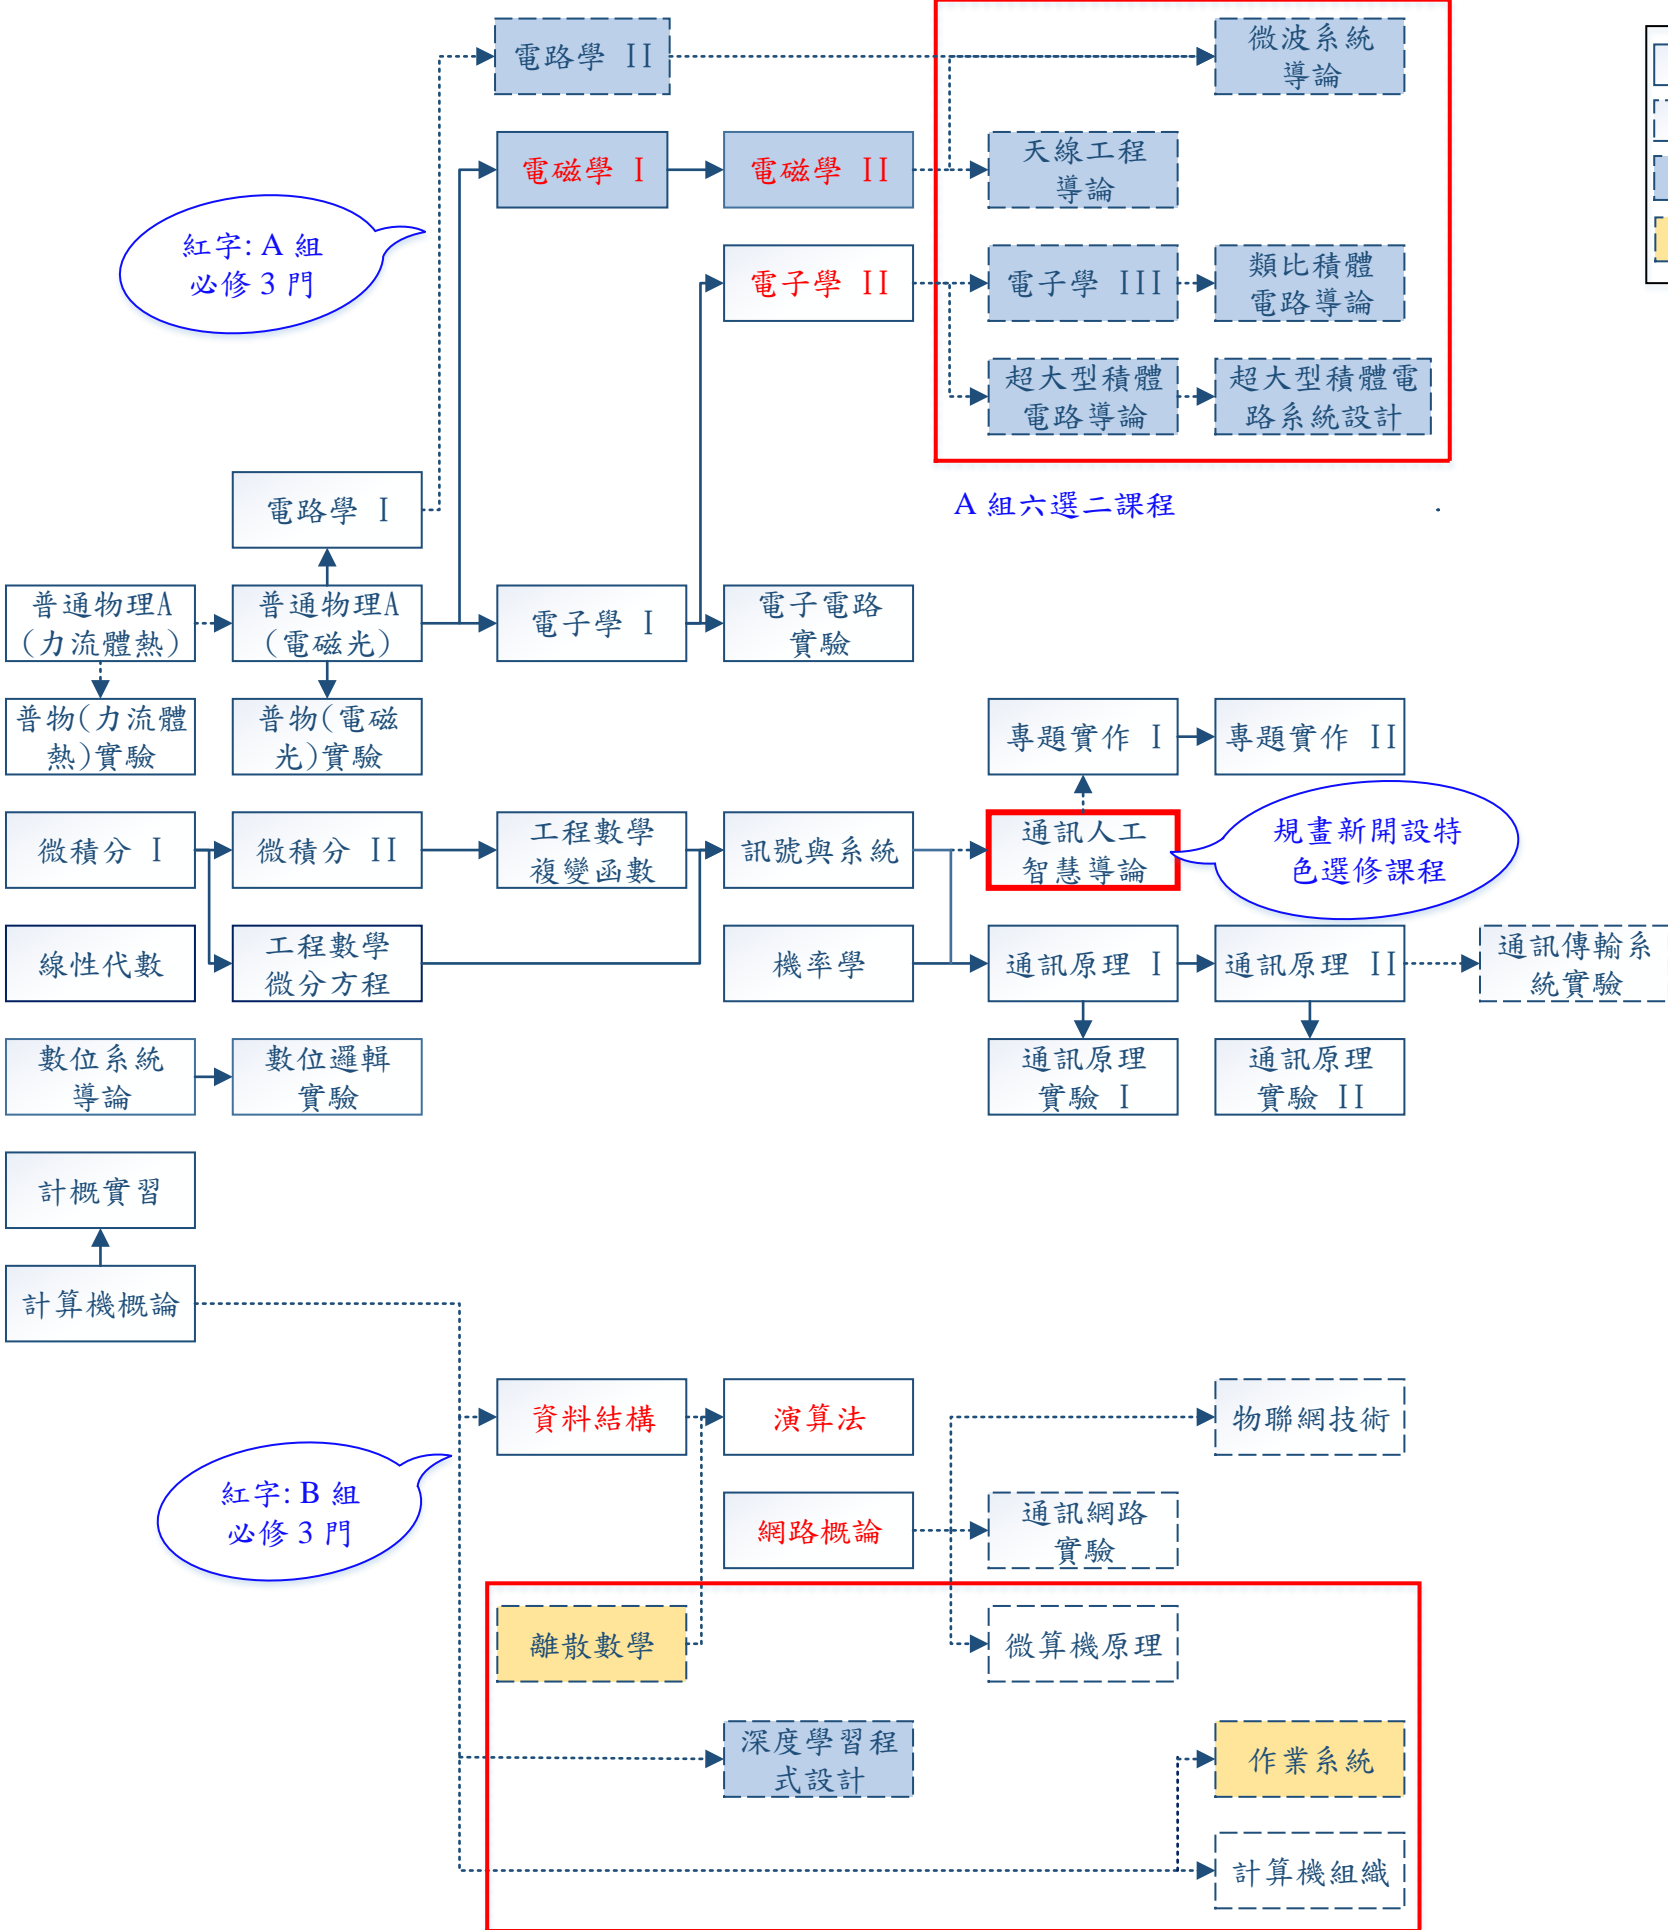 電路學 II
微波系統
導論
電磁學 I
電磁學 II
天線工程
導論
紅字: A 組
必修 3 門
電子學 II
電子學 III
類比積體
電路導論
超大型積體
電路導論
超大型積體電
路系統設計
電路學 I
A 組六選二課程
普通物理A
(力流體熱)
普通物理A
(電磁光)
電子學 I
電子電路
實驗
普物(力流體
熱)實驗
普物(電磁
光)實驗
專題實作 I
專題實作 II
微積分 I
微積分 II
工程數學
複變函數
訊號與系統
通訊人工
智慧導論
規畫新開設特
色選修課程
線性代數
工程數學
微分方程
機率學
通訊原理 I
通訊原理 II
通訊傳輸系
統實驗
數位系統
導論
數位邏輯
實驗
通訊原理
實驗 I
通訊原理
實驗 II
計概實習
計算機概論
資料結構
演算法
物聯網技術
紅字: B 組
必修 3 門
網路概論
通訊網路
實驗
離散數學
微算機原理
深度學習程
式設計
作業系統
計算機組織